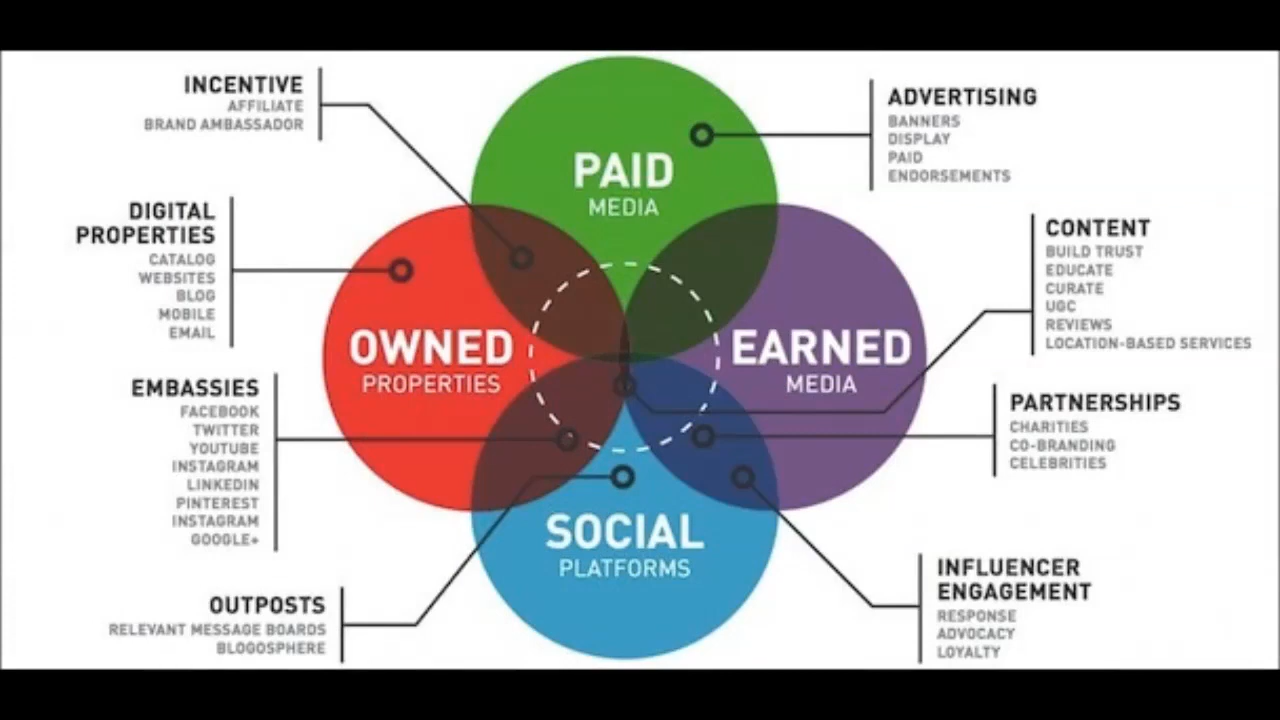 INCENTIVE
AFFILIATE
BRAND AMBASSADOR
DIGITAL
PROPERTIES
CATALOG
WEBSITES
BLOG
MOBILE
EMAIL
EMBASSIES
FACEBOOK
TWITTER
YOUTUBE
INSTAGRAM
LINKEDIN
PINTEREST
INSTAGRAM
GOOGLE+
OUTPOSTS
RELEVANT MESSAGE BOARDS
BLOGOSPHERE
PAID
MEDIA
OWNED
PROPERTIES
EARNED
MEDIA
SOCIAL
PLATFORMS
ADVERTISING
BANNERS
DISPLAY
PAID
ENDORSEMENTS
CONTENT
BUILD TRUST
EDUCATE
CURATE
UGC
REVIEWS
LOCATION-BASED SERVICES
PARTNERSHIPS
CHARITIES
CO-BRANDING
CELEBRITIES
INFLUENCER
ENGAGEMENT
RESPONSE
ADVOCACY
LOYALTY